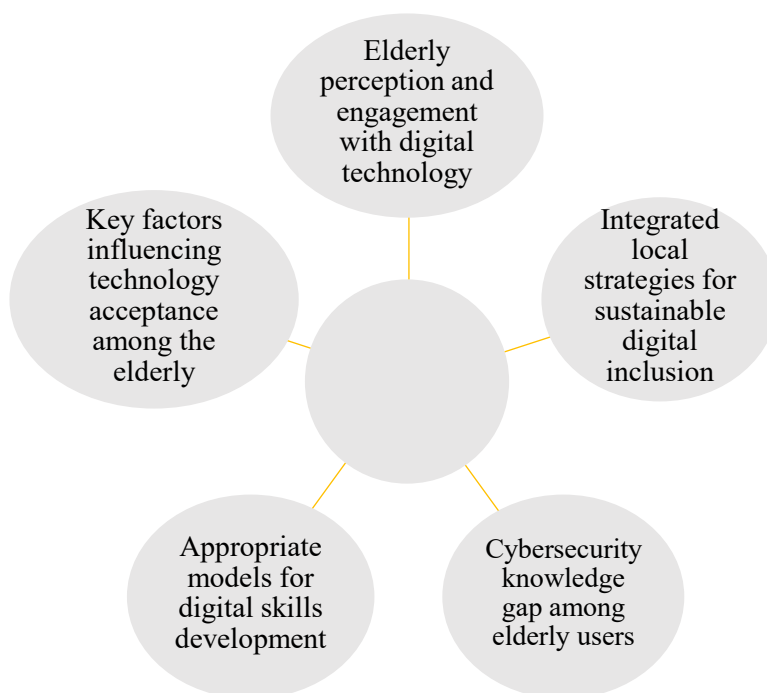 Elderly
perception and
engagement
with digital
technology
Key factors
influencing
technology
acceptance
among the
elderly
Integrated
local
strategies for
sustainable
digital
inclusion
Appropriate
models for
digital skills
development
Cybersecurity
knowledge
gap among
elderly users